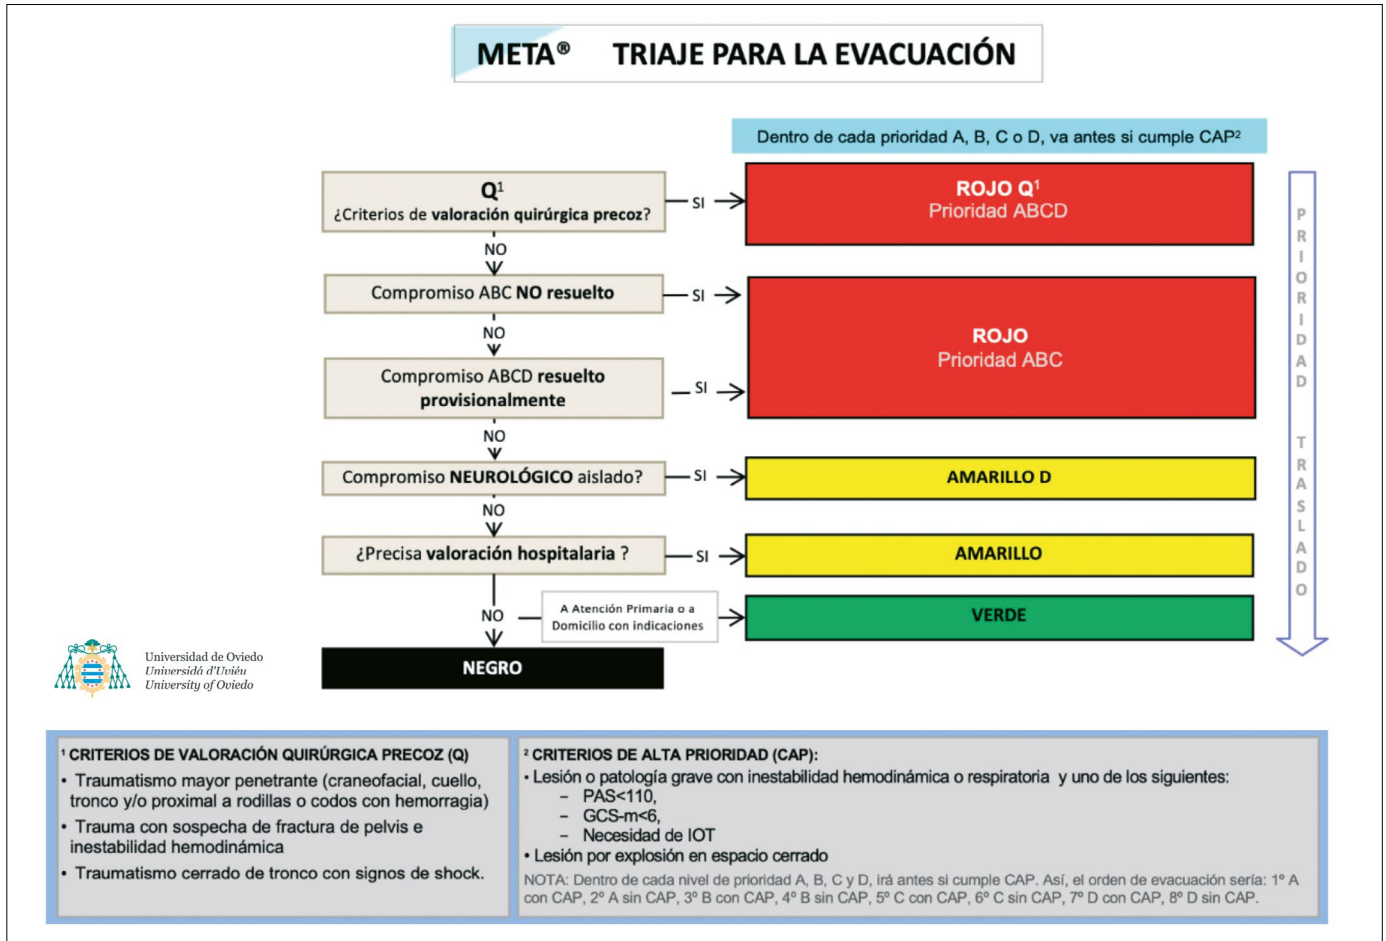 META® TRIAJE PARA LA EVACUACIÓN
Dentro de cada prioridad A, B, C o D, va antes si cumple CAP²
Q¹
¿Criterios de valoración quirúrgica precoz?
SI
ROJO Q¹
Prioridad ABCD
NO
Compromiso ABC NO resuelto
SI
NO
ROJO
Prioridad ABC
Compromiso ABCD resuelto
provisionalmente
SI
NO
Compromiso NEUROLÓGICO aislado?
SI
AMARILLO D
NO
¿Precisa valoración hospitalaria ?
SI
AMARILLO
NO
A Atención Primaria o a
Domicilio con indicaciones
VERDE
NEGRO
PRIORIDAD TRASLADO
Universidad de Oviedo
Universidá d'Uviéu
University of Oviedo
¹ CRITERIOS DE VALORACIÓN QUIRÚRGICA PRECOZ (Q)
• Traumatismo mayor penetrante (craneofacial, cuello,
tronco y/o proximal a rodillas o codos con hemorragia)
• Trauma con sospecha de fractura de pelvis e
inestabilidad hemodinámica
• Traumatismo cerrado de tronco con signos de shock.
² CRITERIOS DE ALTA PRIORIDAD (CAP):
• Lesión o patología grave con inestabilidad hemodinámica o respiratoria y uno de los siguientes:
– PAS<110,
– GCS-m<6,
– Necesidad de IOT
• Lesión por explosión en espacio cerrado
NOTA: Dentro de cada nivel de prioridad A, B, C y D, irá antes si cumple CAP. Así, el orden de evacuación sería: 1º A
con CAP, 2º A sin CAP, 3º B con CAP, 4º B sin CAP, 5º C con CAP, 6º C sin CAP, 7º D con CAP, 8º D sin CAP.